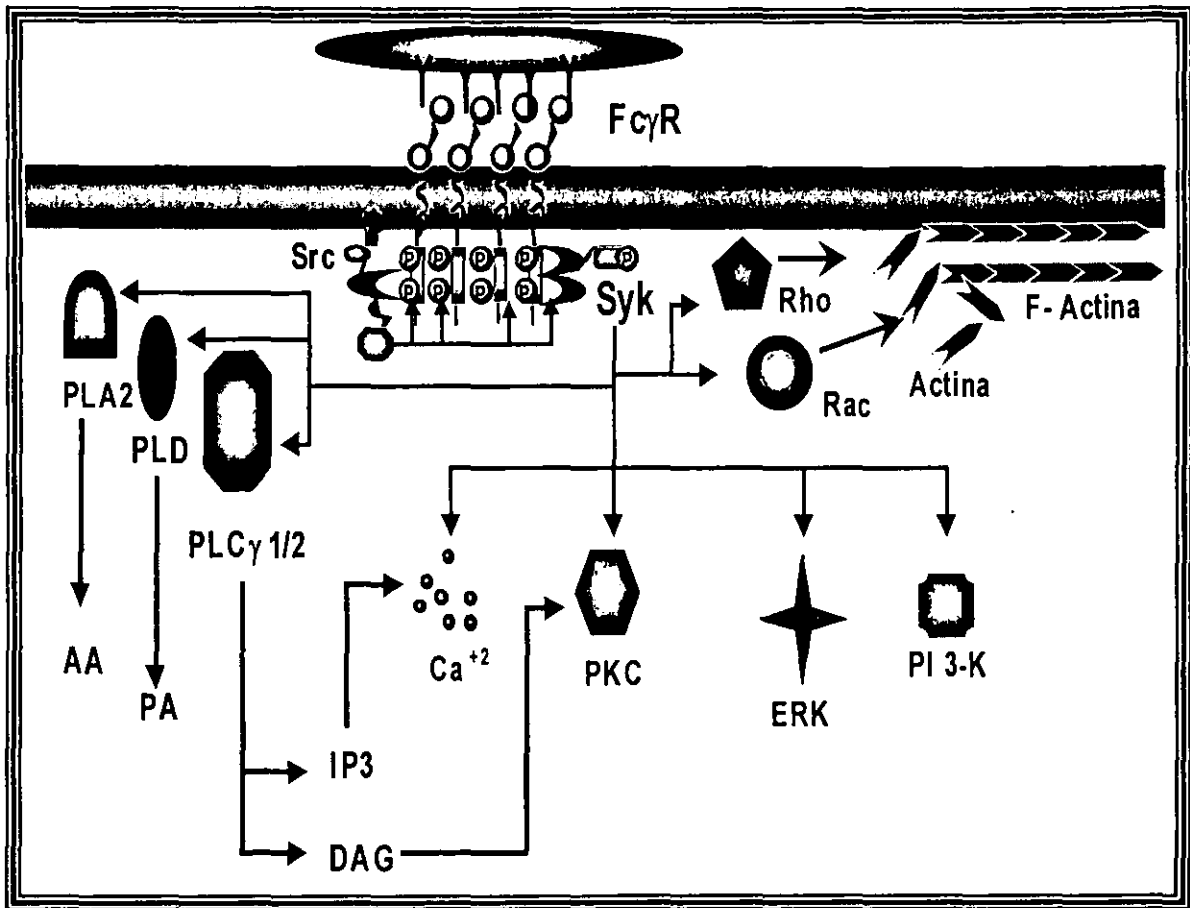 FcγR
Src
P P P P
P P P P
P
Syk
Rho
F- Actina
PLA2
Rac
Actina
PLD
PLCγ 1/2
AA
Ca+2
PKC
PI 3-K
PA
ERK
IP3
DAG